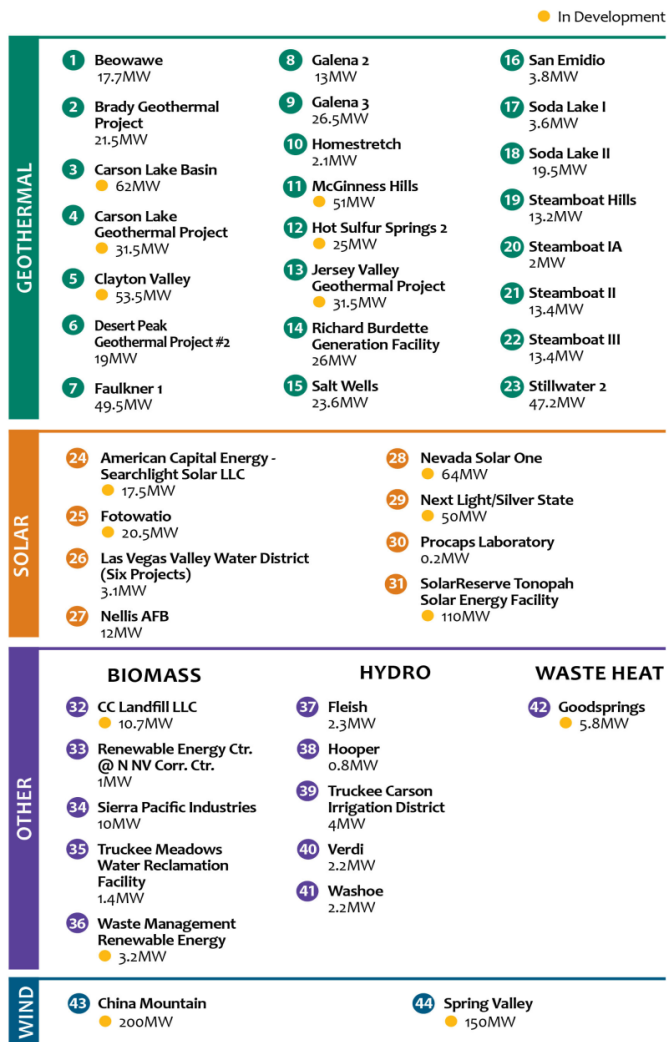 In Development
GEOTHERMAL
1 Beowawe
17.7MW
2 Brady Geothermal
Project
21.5MW
3 Carson Lake Basin
62MW
4 Carson Lake
Geothermal Project
31.5MW
5 Clayton Valley
53.5MW
6 Desert Peak
Geothermal Project #2
19MW
7 Faulkner 1
49.5MW
8 Galena 2
13MW
9 Galena 3
26.5MW
10 Homestretch
2.1MW
11 McGinness Hills
51MW
12 Hot Sulfur Springs 2
25MW
13 Jersey Valley
Geothermal Project
31.5MW
14 Richard Burdette
Generation Facility
26MW
15 Salt Wells
23.6MW
16 San Emidio
3.8MW
17 Soda Lake I
3.6MW
18 Soda Lake II
19.5MW
19 Steamboat Hills
13.2MW
20 Steamboat IA
2MW
21 Steamboat II
13.4MW
22 Steamboat III
13.4MW
23 Stillwater 2
47.2MW
SOLAR
24 American Capital Energy -
Searchlight Solar LLC
17.5MW
25 Fotowatio
20.5MW
26 Las Vegas Valley Water District
(Six Projects)
3.1MW
27 Nellis AFB
12MW
28 Nevada Solar One
64MW
29 Next Light/Silver State
50MW
30 Procaps Laboratory
0.2MW
31 SolarReserve Tonopah
Solar Energy Facility
110MW
OTHER
BIOMASS
32 CC Landfill LLC
10.7MW
33 Renewable Energy Ctr.
@ N NV Corr. Ctr.
1MW
34 Sierra Pacific Industries
10MW
35 Truckee Meadows
Water Reclamation
Facility
1.4MW
36 Waste Management
Renewable Energy
3.2MW
HYDRO
37 Fleish
2.3MW
38 Hooper
0.8MW
39 Truckee Carson
Irrigation District
4MW
40 Verdi
2.2MW
41 Washoe
2.2MW
WASTE HEAT
42 Goodsprings
5.8MW
WIND
43 China Mountain
200MW
44 Spring Valley
150MW